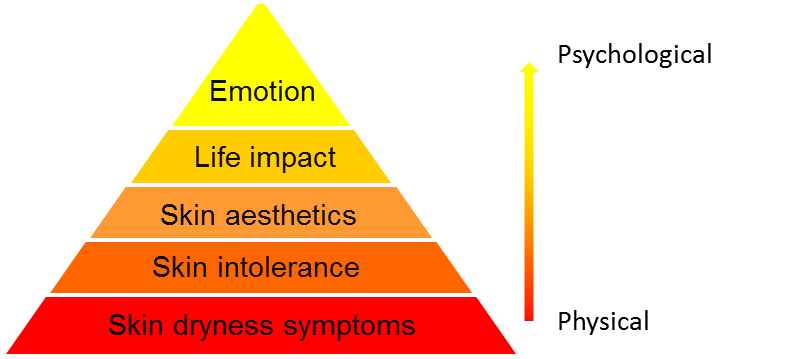 Psychological
Emotion
Life impact
Skin aesthetics
Skin intolerance
Skin dryness symptoms
Physical